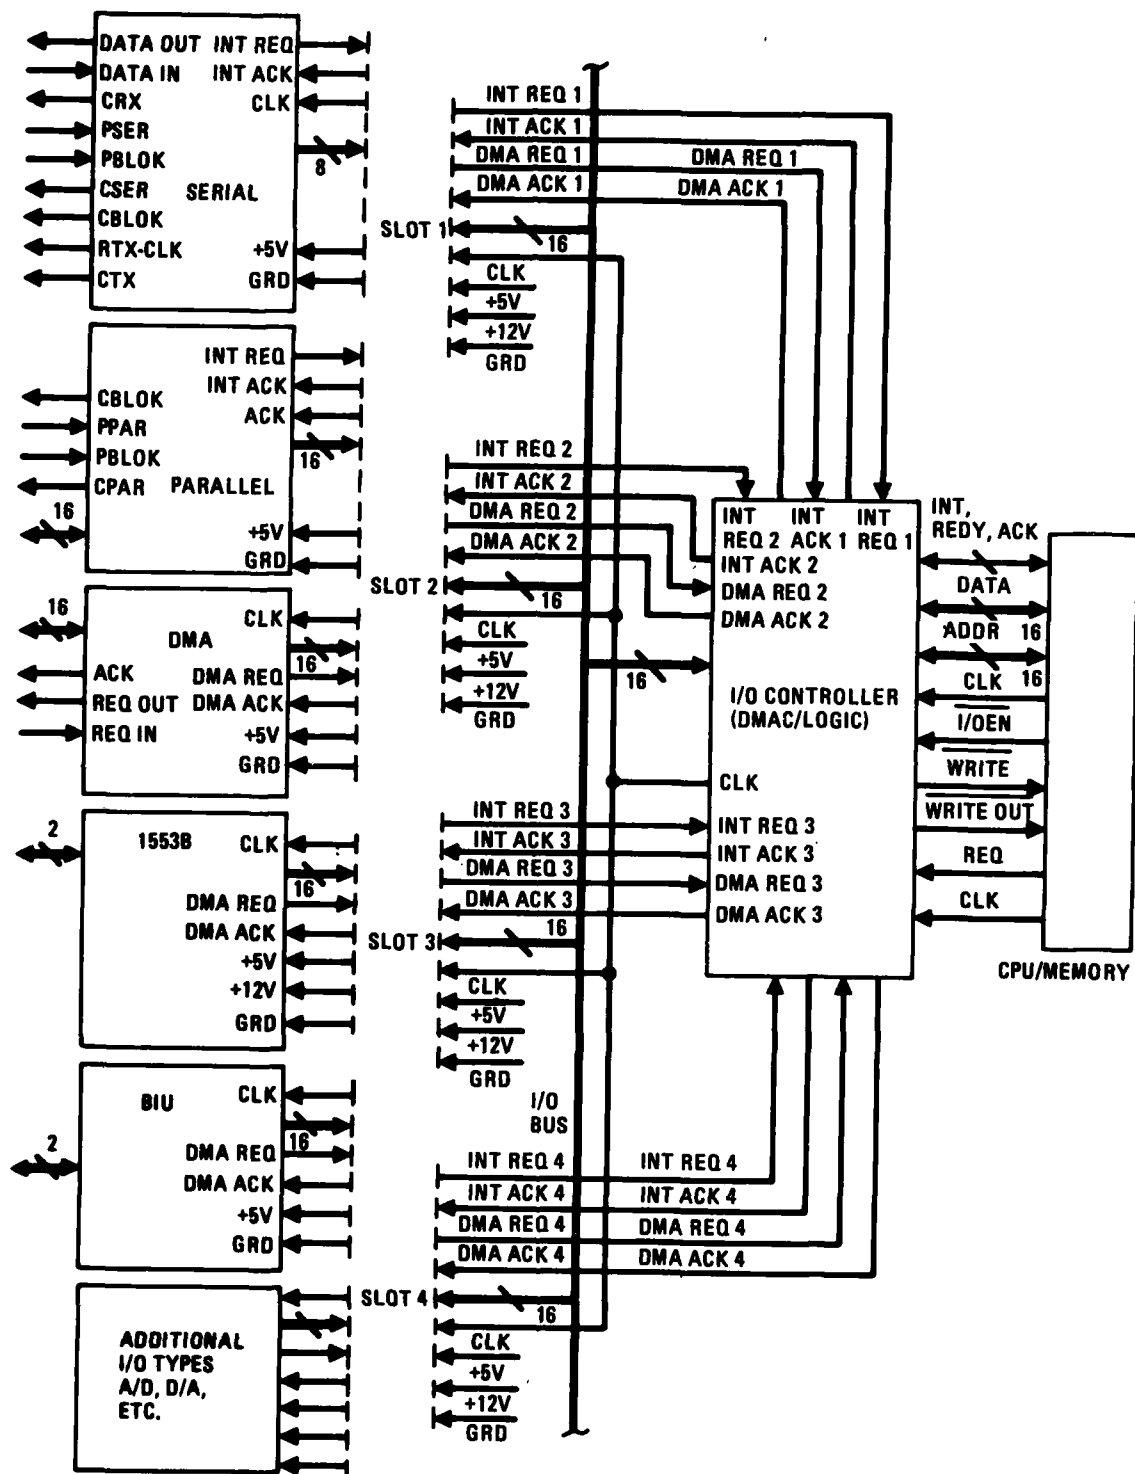 DATA OUT INT REQ
DATA IN INT ACK
CRX CLK
PSER
PBLOK
8
CSER SERIAL
CBLOK
RTX-CLK +5V
CTX GRD
INT REQ
INT ACK
CBLOK ACK
PPAR
PBLOK 16
CPAR PARALLEL
16
+5V
GRD
16 CLK
DMA
16
ACK DMA REQ
REQ OUT DMA ACK
REQ IN +5V
GRD
2 1553B CLK
16
DMA REQ
DMA ACK
+5V
+12V
GRD
CLK
BIU
2 16
DMA REQ
DMA ACK
+5V
GRD
ADDITIONAL
I/O TYPES
A/D, D/A,
ETC.
INT REQ 1
INT ACK 1
DMA REQ 1 DMA REQ 1
DMA ACK 1 DMA ACK 1
SLOT 1
16
CLK
+5V
+12V
GRD
INT REQ 2
INT ACK 2
DMA REQ 2
DMA ACK 2
SLOT 2
16
CLK
+5V
+12V
GRD
16
INT REQ 3
INT ACK 3
DMA REQ 3
DMA ACK 3
SLOT 3
16
CLK
+5V
+12V
GRD
I/O
BUS
INT REQ 4 INT REQ 4
INT ACK 4 INT ACK 4
DMA REQ 4 DMA REQ 4
DMA ACK 4 DMA ACK 4
SLOT 4
16
CLK
+5V
+12V
GRD
INT INT INT
REQ 2 ACK 1 REQ 1
INT ACK 2
DMA REQ 2
DMA ACK 2
I/O CONTROLLER
(DMAC/LOGIC)
CLK
INT REQ 3
INT ACK 3
DMA REQ 3
DMA ACK 3
INT,
REDY, ACK
DATA
ADDR 16
CLK 16
I/OEN
WRITE
WRITE OUT
REQ
CLK
CPU/MEMORY